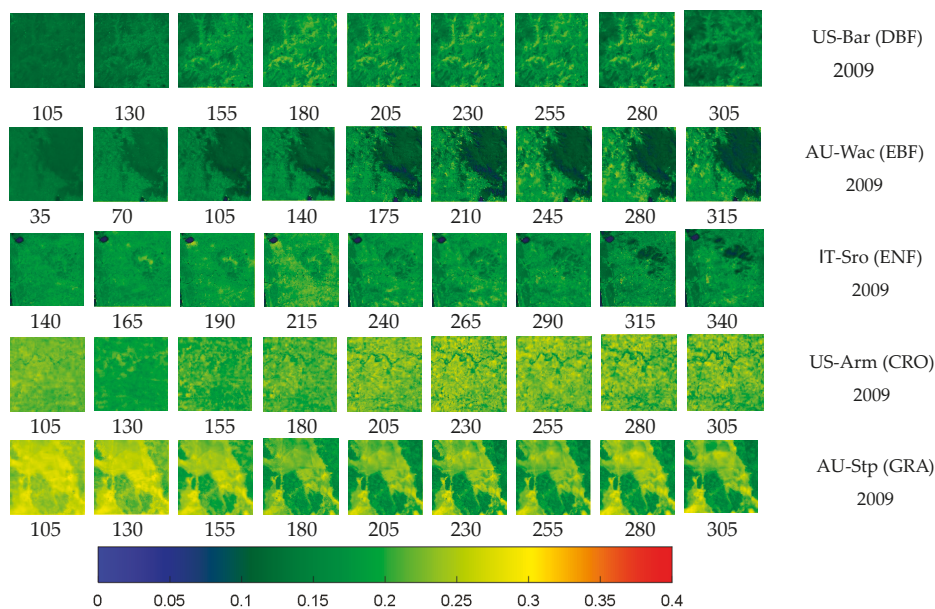 US-Bar (DBF)
2009
105 130 155 180 205 230 255 280 305
AU-Wac (EBF)
2009
35 70 105 140 175 210 245 280 315
IT-Sro (ENF)
2009
140 165 190 215 240 265 290 315 340
US-Arm (CRO)
2009
105 130 155 180 205 230 255 280 305
AU-Stp (GRA)
2009
105 130 155 180 205 230 255 280 305
0 0.05 0.1 0.15 0.2 0.25 0.3 0.35 0.4